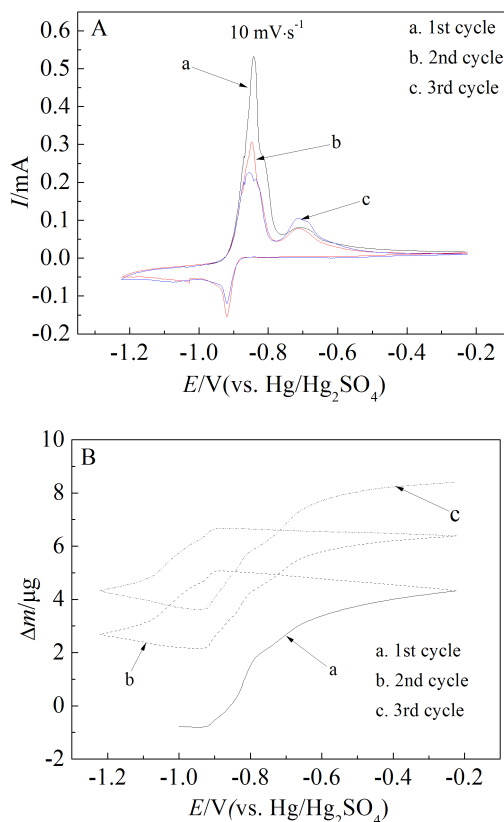 A
10 mV·s⁻¹
a. 1st cycle
b. 2nd cycle
c. 3rd cycle
a
b
c
I/mA
0.6
0.5
0.4
0.3
0.2
0.1
0.0
-0.1
-0.2
-1.2 -1.0 -0.8 -0.6 -0.4 -0.2
E/V(vs. Hg/Hg₂SO₄)
B
c
b
a
a. 1st cycle
b. 2nd cycle
c. 3rd cycle
Δm/μg
10
8
6
4
2
0
-2
-1.2 -1.0 -0.8 -0.6 -0.4 -0.2
E/V(vs. Hg/Hg₂SO₄)